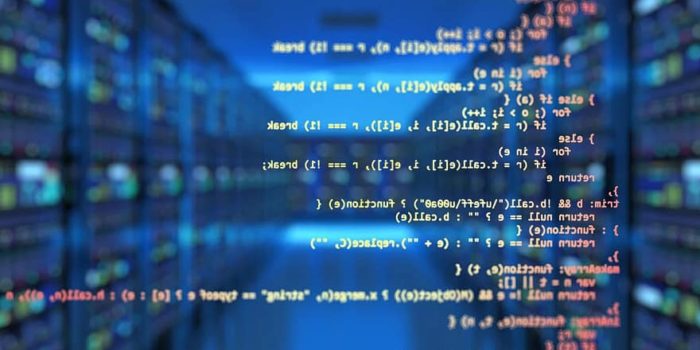 if (n) {
if (a) {
for (; o > i; i++)
if (r = t.apply(e[i], n), r === !1) break
} else
for (i in e)
if (r = t.apply(e[i], n), r === !1) break
} else if (a) {
for (; o > i; i++)
if (r = t.call(e[i], i, e[i]), r === !1) break
else
for (i in e)
if (r = t.call(e[i], i, e[i]), r === !1) break;
return e
},
trim: b && !b.call("\ufeff\u00a0") ? function(e) {
return null == e ? "" : b.call(e)
} : function(e) {
return null == e ? "" : (e + "").replace(C, "")
},
makeArray: function(e, t) {
var n = t || [];
return null != e && (M(Object(e)) ? x.merge(n, "string" == typeof e ? [e] : e) : h.call(n, e)), n
},
inArray: function(e, t, n) {
var r;
if (t) {